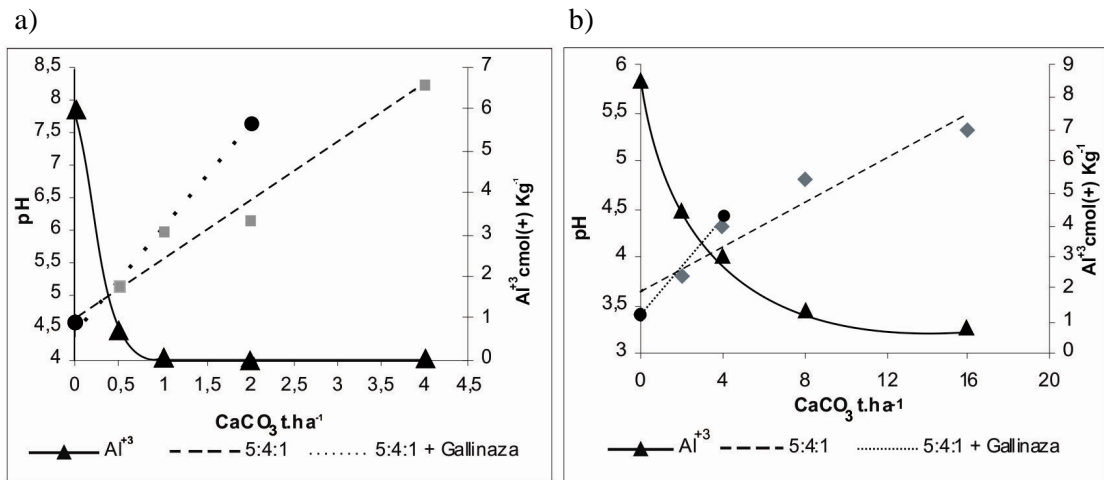 a)
8,5
8
7,5
7
6,5
6
5,5
5
4,5
4
pH
7
6
5
4
3
2
1
0
Al+3 cmol(+) Kg-1
0 0,5 1 1,5 2 2,5 3 3,5 4 4,5
CaCO3 t.ha-1
Al+3 5:4:1 5:4:1 + Gallinaza
b)
6
5,5
5
4,5
4
3,5
3
pH
9
8
7
6
5
4
3
2
1
0
Al+3 cmol(+) Kg-1
0 4 8 12 16 20
CaCO3 t.ha-1
Al+3 5:4:1 5:4:1 + Gallinaza